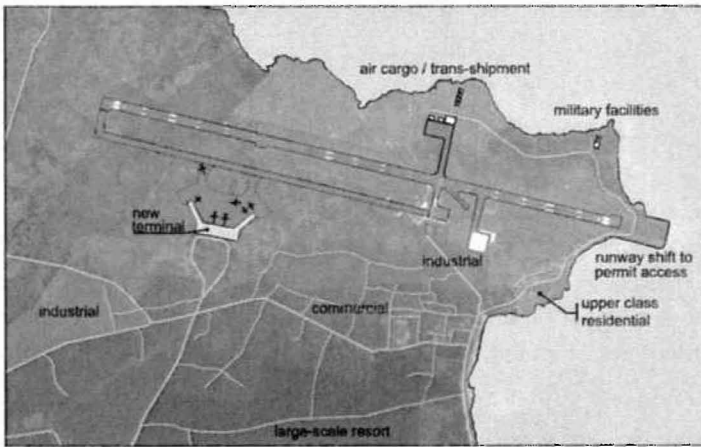 air cargo / trans-shipment
military facilities
new
terminal
industrial
runway shift to
permit access
industrial
commercial
upper class
residential
large-scale resort